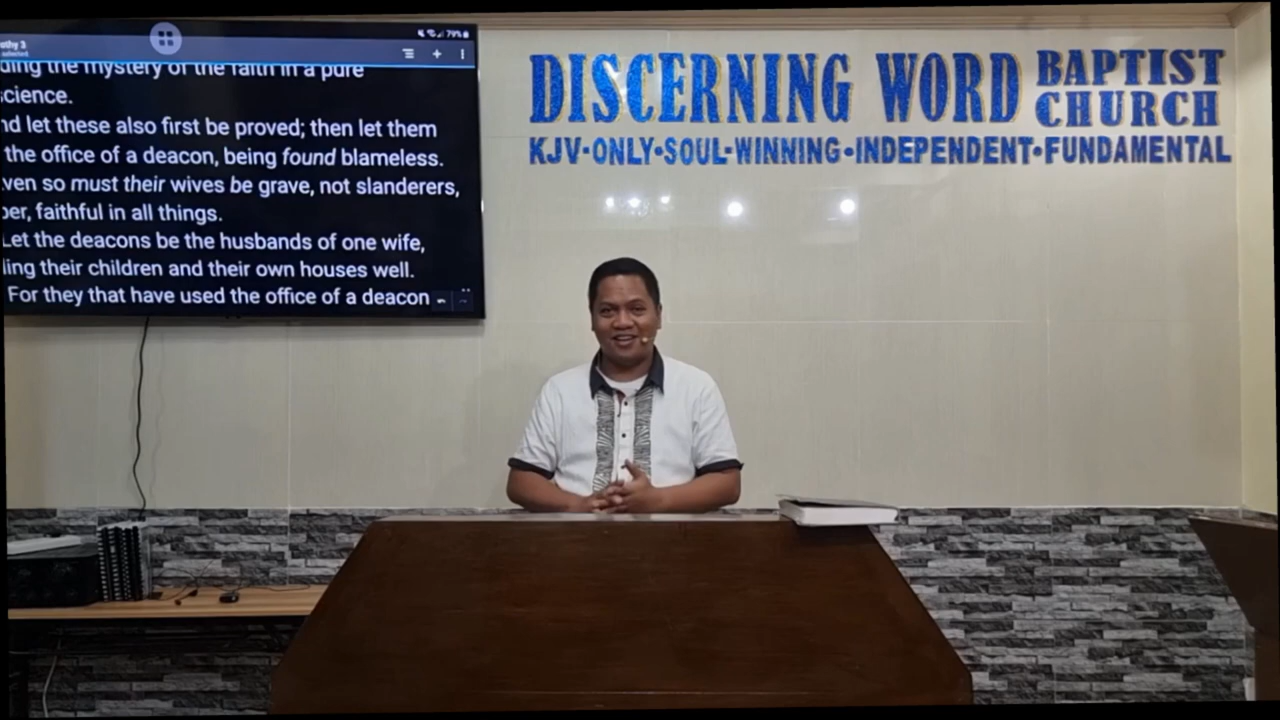 79%
ding the mystery of the faith in a pure
science.
nd let these also first be proved; then let them
the office of a deacon, being found blameless.
ven so must their wives be grave, not slanderers,
ber, faithful in all things.
Let the deacons be the husbands of one wife,
ling their children and their own houses well.
For they that have used the office of a deacon
DISCERNING WORD BAPTIST CHURCH
KJV-ONLY•SOUL-WINNING•INDEPENDENT•FUNDAMENTAL